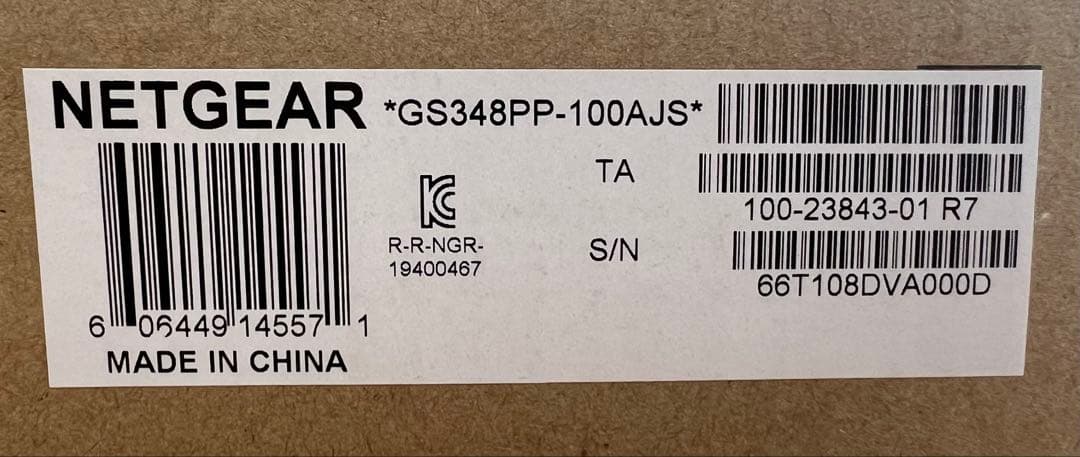 NETGEAR *GS348PP-100AJS*
TA
100-23843-01 R7
R-R-NGR-
19400467
S/N
66T108DVA000D
6 06449 14557 1
MADE IN CHINA